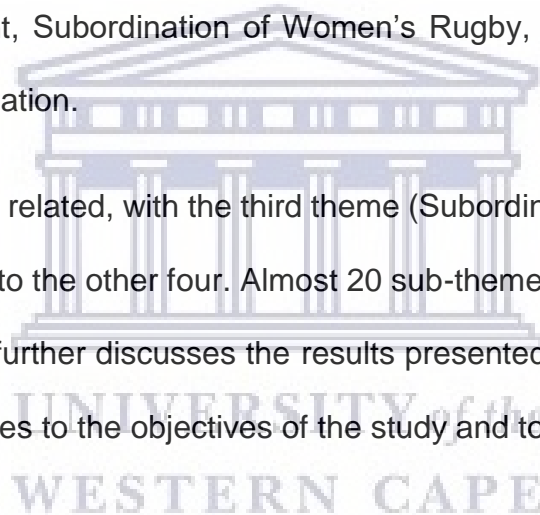 t, Subordination of Women’s Rugby,
ation.
related, with the third theme (Subordin
to the other four. Almost 20 sub-theme
further discusses the results presented
es to the objectives of the study and to
UNIVERSITY of the
WESTERN CAPE